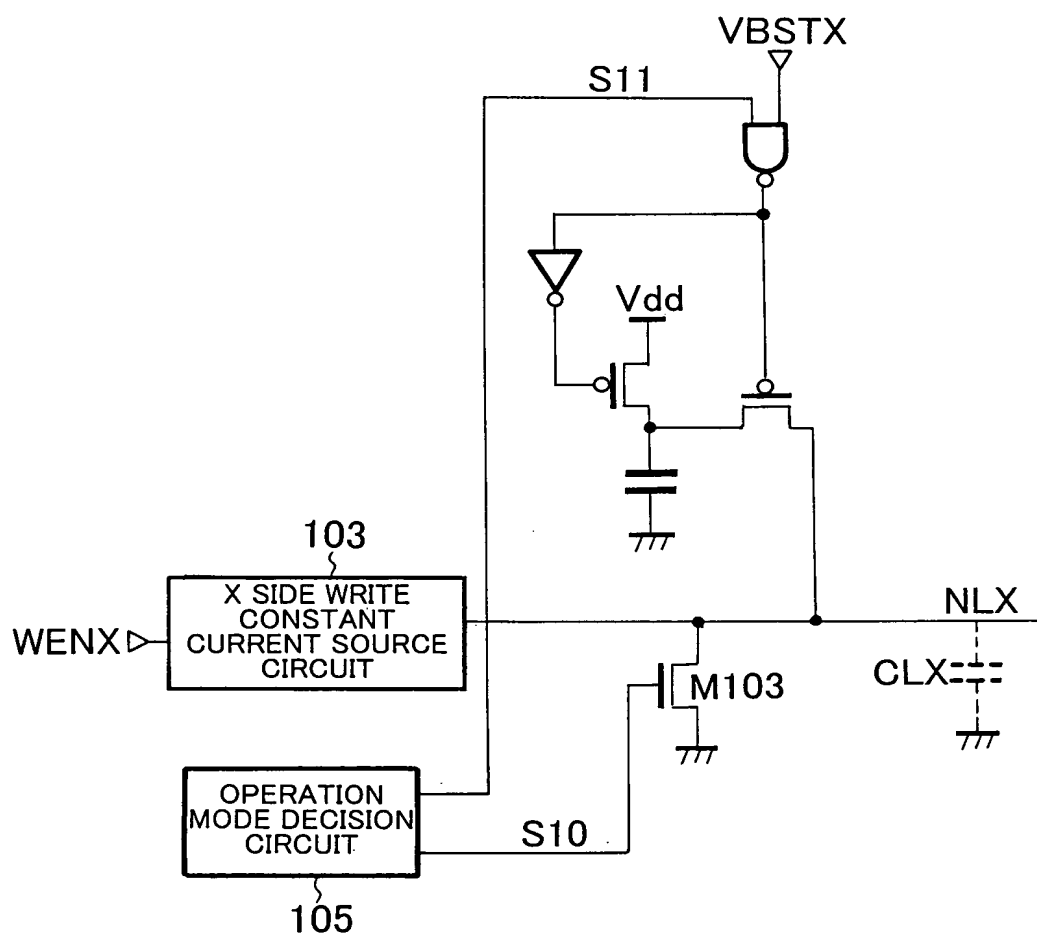 VBSTX
S11
Vdd
103
X SIDE WRITE
CONSTANT
CURRENT SOURCE
CIRCUIT
WENX
NLX
CLX
M103
OPERATION
MODE DECISION
CIRCUIT
S10
105